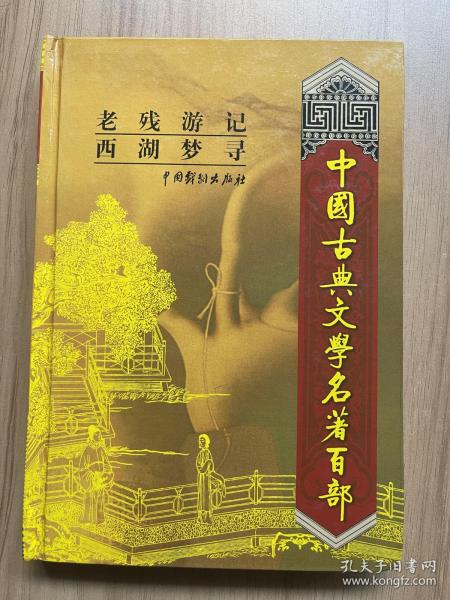 老残游记
西湖梦寻
中国戏剧出版社
中國古典文學名著百部
孔夫子旧书网
www.kongfz.com